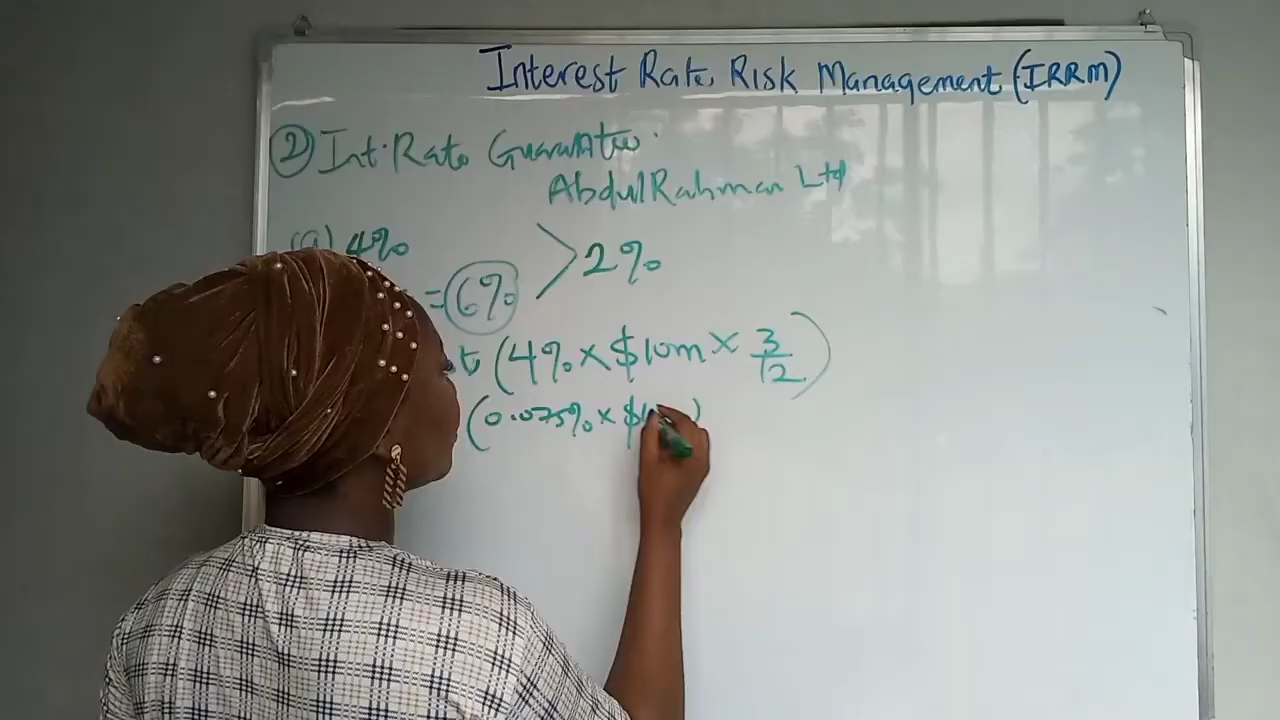 Interest Rate Risk Management (IRRM)
② Int. Rate Guarantee.
AbdulRahman Ltd
(a) 4%
= 6% > 2%
(4% × $10m × 3/12)
(0.075% × $